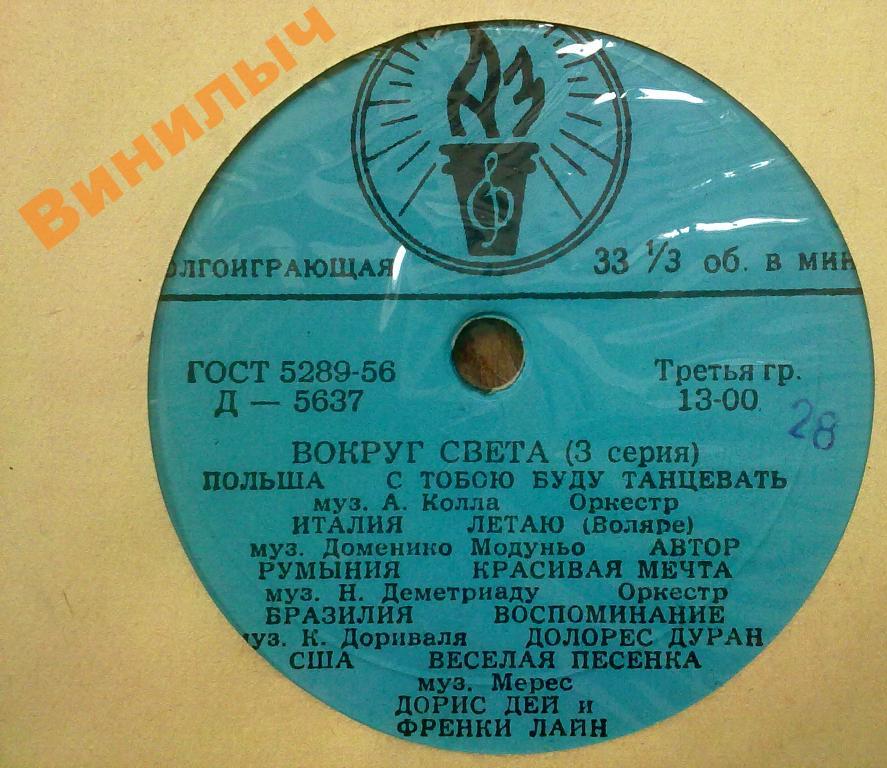 Винилыч
АЗ
ОЛГОИГРАЮЩАЯ 33 1/3 об. в мин
ГОСТ 5289-56 Третья гр.
Д — 5637 13-00
28
ВОКРУГ СВЕТА (3 серия)
ПОЛЬША С ТОБОЮ БУДУ ТАНЦЕВАТЬ
муз. А. Колла Оркестр
ИТАЛИЯ ЛЕТАЮ (Воляре)
муз. Доменико Модуньо АВТОР
РУМЫНИЯ КРАСИВАЯ МЕЧТА
муз. Н. Деметриаду Оркестр
БРАЗИЛИЯ ВОСПОМИНАНИЕ
уз. К. Дориваля ДОЛОРЕС ДУРАН
США ВЕСЕЛАЯ ПЕСЕНКА
муз. Мерес
ДОРИС ДЕЙ и
ФРЕНКИ ЛАЙН